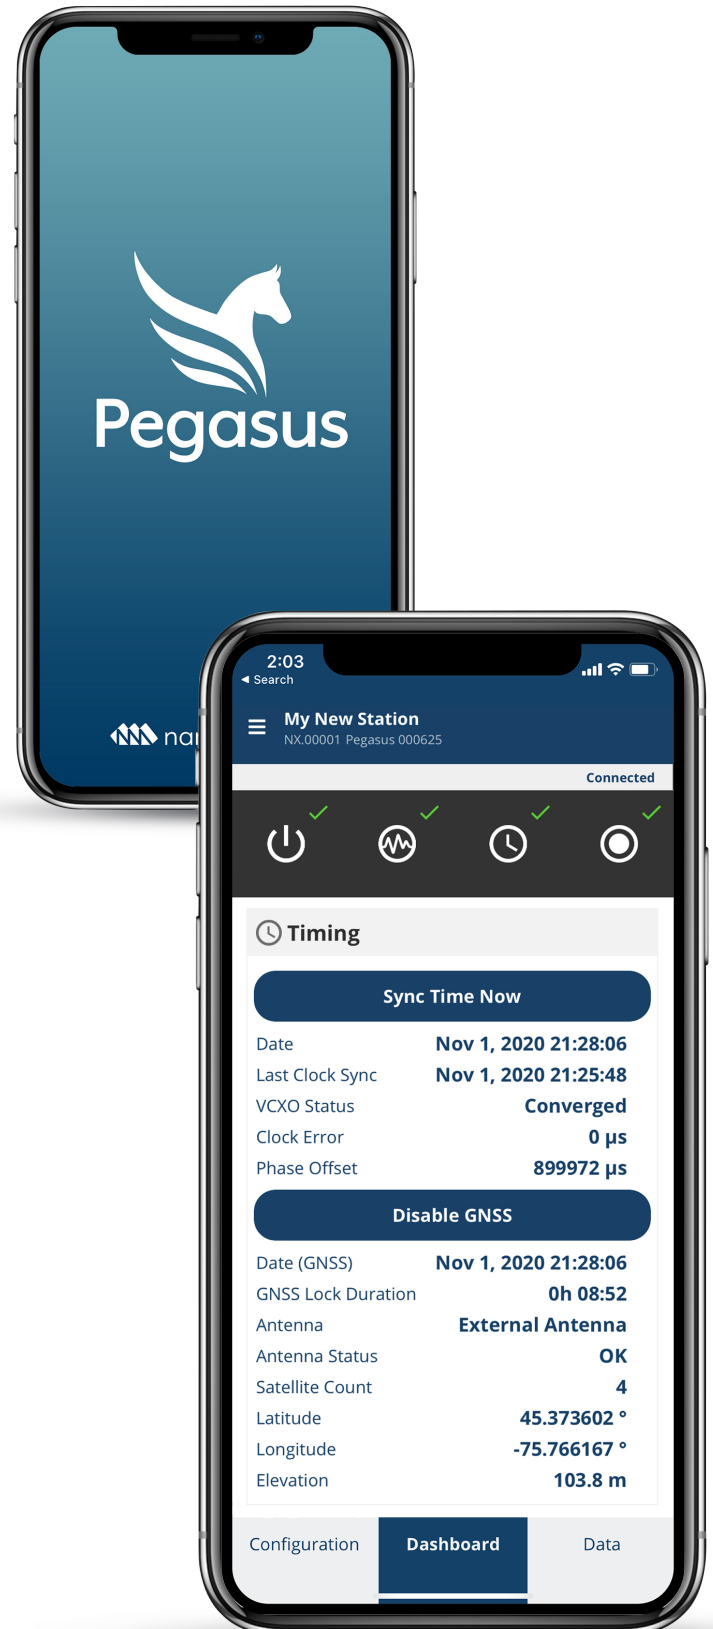 Pegasus
2:03
◀ Search
My New Station
NX.00001 Pegasus 000625
Connected
Timing
Sync Time Now
Date Nov 1, 2020 21:28:06
Last Clock Sync Nov 1, 2020 21:25:48
VCXO Status Converged
Clock Error 0 µs
Phase Offset 899972 µs
Disable GNSS
Date (GNSS) Nov 1, 2020 21:28:06
GNSS Lock Duration 0h 08:52
Antenna External Antenna
Antenna Status OK
Satellite Count 4
Latitude 45.373602 °
Longitude -75.766167 °
Elevation 103.8 m
Configuration Dashboard Data